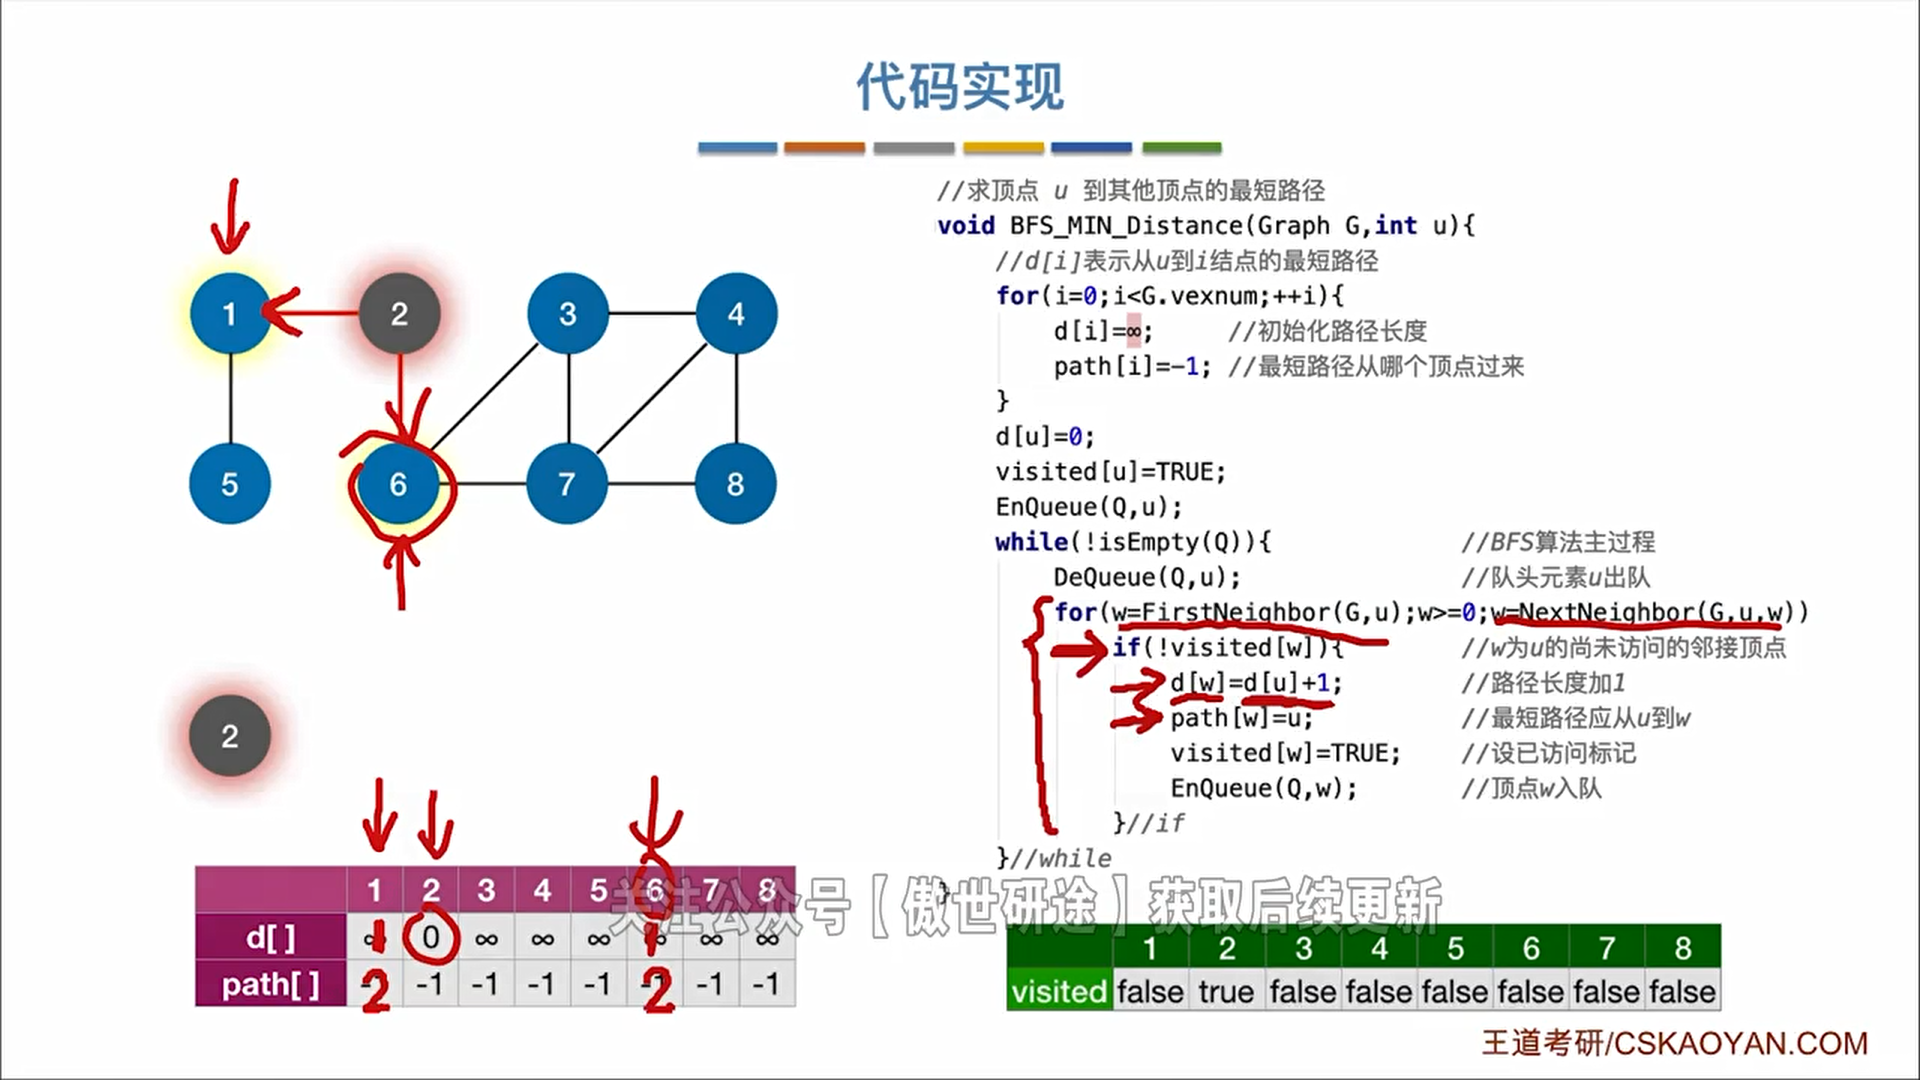 代码实现
1
2
3
4
5
6
7
8
2
//求顶点 u 到其他顶点的最短路径
void BFS_MIN_Distance(Graph G,int u){
//d[i]表示从u到i结点的最短路径
for(i=0;i<G.vexnum;++i){
d[i]=∞; //初始化路径长度
path[i]=-1; //最短路径从哪个顶点过来
}
d[u]=0;
visited[u]=TRUE;
EnQueue(Q,u);
while(!isEmpty(Q)){ //BFS算法主过程
DeQueue(Q,u); //队头元素u出队
for(w=FirstNeighbor(G,u);w>=0;w=NextNeighbor(G,u,w))
if(!visited[w]){ //w为u的尚未访问的邻接顶点
d[w]=d[u]+1; //路径长度加1
path[w]=u; //最短路径应从u到w
visited[w]=TRUE; //设已访问标记
EnQueue(Q,w); //顶点w入队
}//if
}//while
}
关注公众号【傲世研途】获取后续更新
1 2 3 4 5 6 7 8
d[ ] 1 0 ∞ ∞ ∞ 1 ∞ ∞
path[ ] 2 -1 -1 -1 -1 2 -1 -1
1 2 3 4 5 6 7 8
visited false true false false false false false false
王道考研/CSKAOYAN.COM